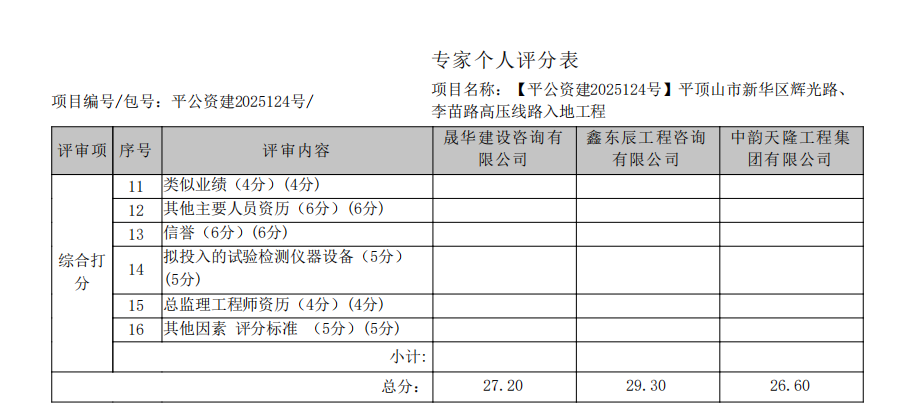 专家个人评分表
项目编号/包号：平公资建2025124号/
项目名称：【平公资建2025124号】平顶山市新华区辉光路、
李苗路高压线路入地工程
评审项 序号 评审内容 晟华建设咨询有限公司 鑫东辰工程咨询有限公司 中韵天隆工程集团有限公司
综合打分
11 类似业绩（4分）(4分)
12 其他主要人员资历（6分）(6分)
13 信誉（6分）(6分)
14 拟投入的试验检测仪器设备（5分）
(5分)
15 总监理工程师资历（4分）(4分)
16 其他因素 评分标准 （5分）(5分)
小计:
总分： 27.20 29.30 26.60